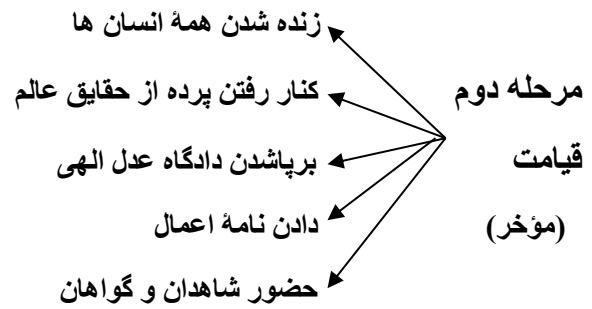 مرحله دوم
قیامت
(مؤخر)
زنده شدن همهٔ انسان ها
کنار رفتن پرده از حقایق عالم
برپاشدن دادگاه عدل الهی
دادن نامهٔ اعمال
حضور شاهدان و گواهان